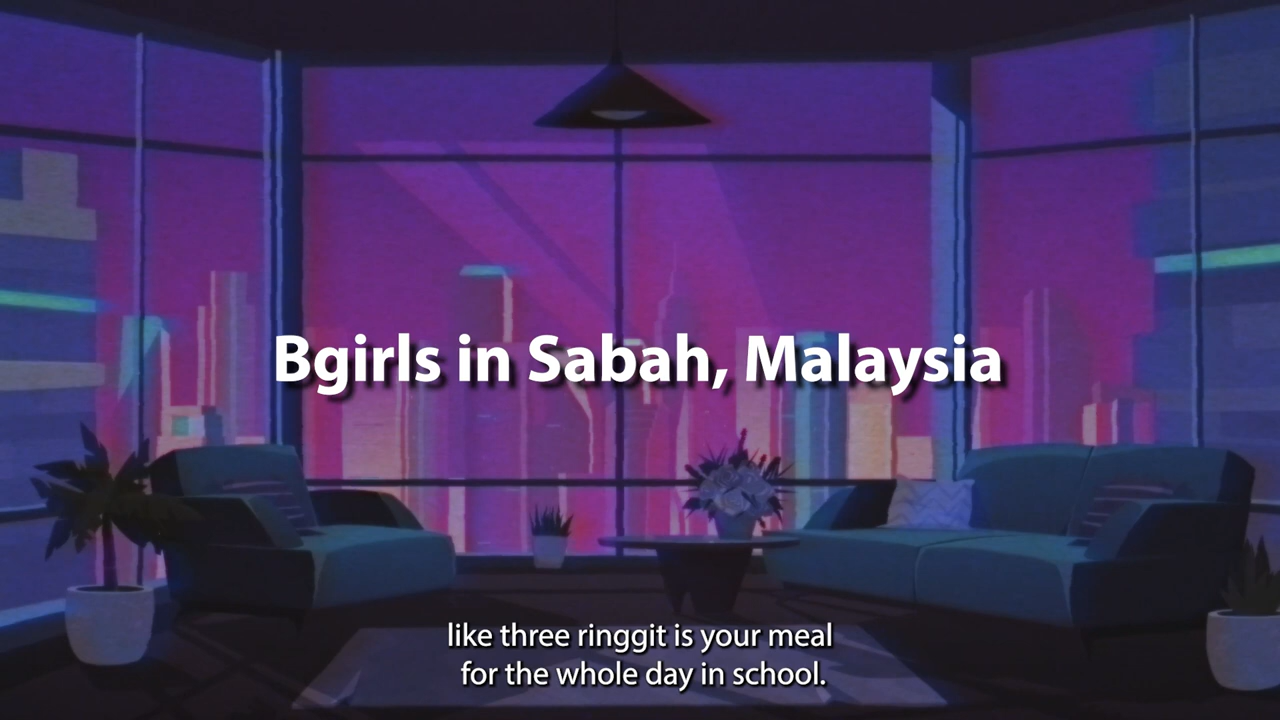 Bgirls in Sabah, Malaysia
like three ringgit is your meal
for the whole day in school.